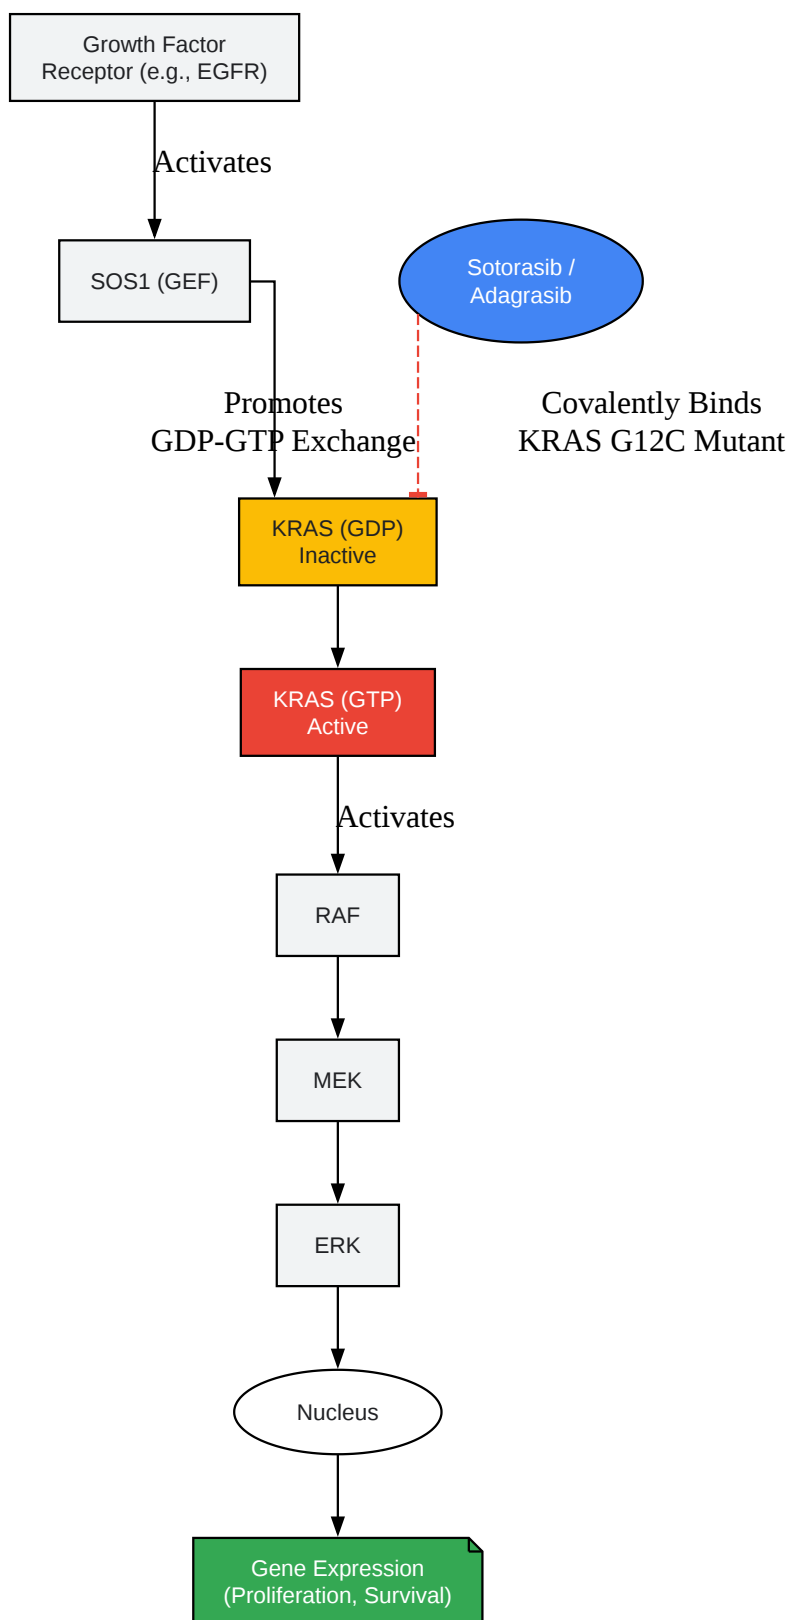 Growth Factor
Receptor (e.g., EGFR)
Activates
SOS1 (GEF)
Sotorasib /
Adagrasib
Promotes
GDP-GTP Exchange
Covalently Binds
KRAS G12C Mutant
KRAS (GDP)
Inactive
KRAS (GTP)
Active
Activates
RAF
MEK
ERK
Nucleus
Gene Expression
(Proliferation, Survival)